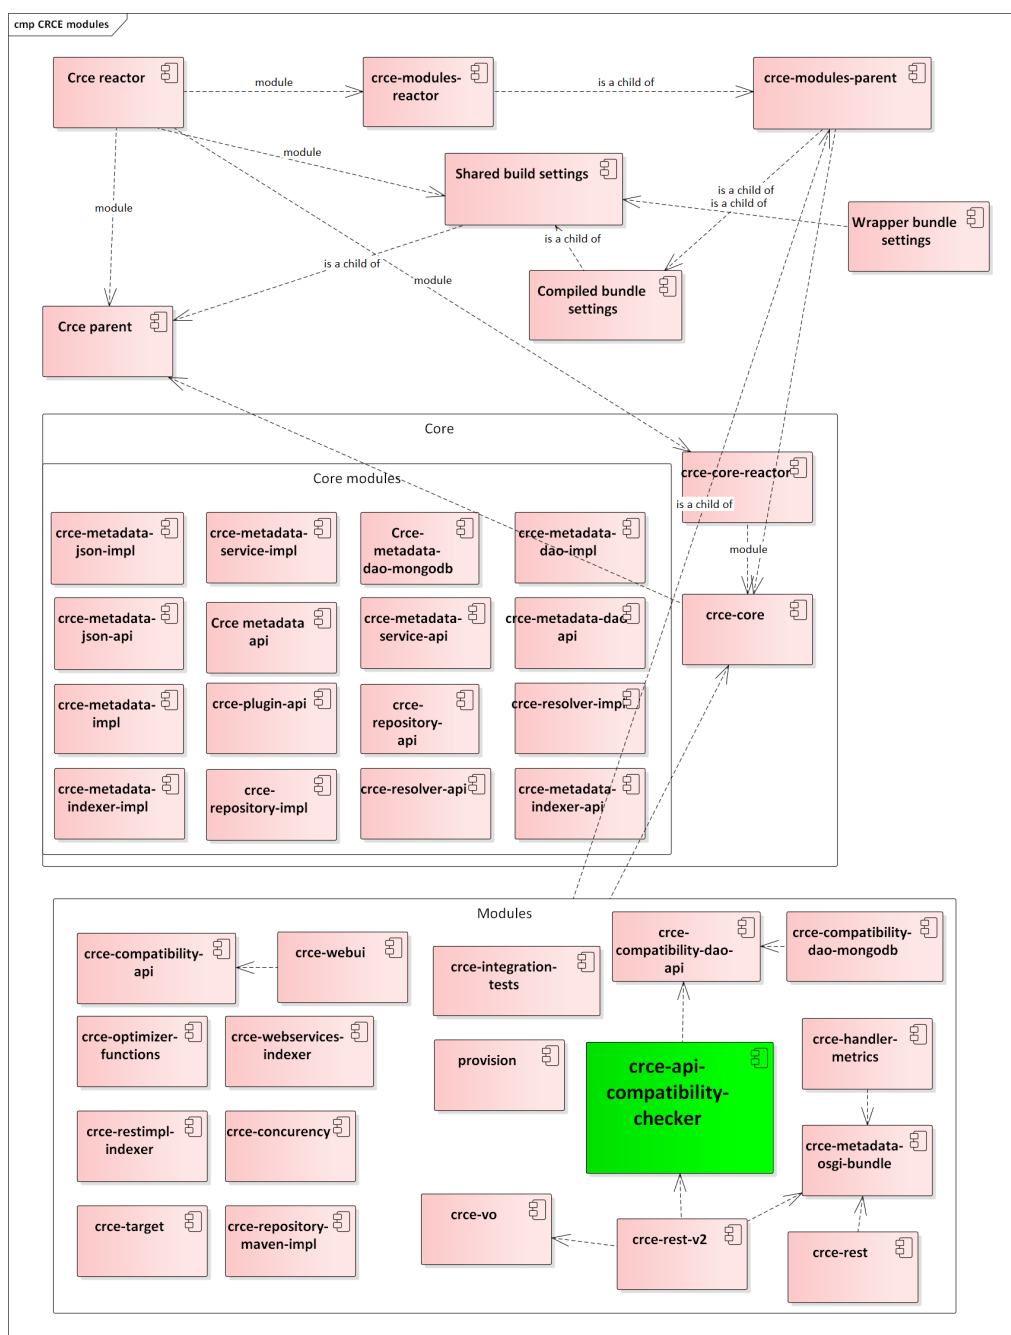 cmp CRCE modules
Crce reactor
module
crce-modules-
reactor
is a child of
crce-modules-parent
module
Shared build settings
is a child of
is a child of
Wrapper bundle
settings
module
is a child of
is a child of
module
Compiled bundle
settings
Crce parent
Core
crce-core-reactor
is a child of
module
crce-core
Core modules
crce-metadata-
json-impl
crce-metadata-
service-impl
Crce-
metadata-
dao-mongodb
crce-metadata-
dao-impl
crce-metadata-
json-api
Crce metadata
api
crce-metadata-
service-api
crce-metadata-dao
api
crce-metadata-
impl
crce-plugin-api
crce-
repository-
api
crce-resolver-impl
crce-metadata-
indexer-impl
crce-
repository-impl
crce-resolver-api
crce-metadata-
indexer-api
Modules
crce-compatibility-
api
crce-webui
crce-integration-
tests
crce-
compatibility-dao-
api
crce-compatibility-
dao-mongodb
crce-optimizer-
functions
crce-webservices-
indexer
provision
crce-api-
compatibility-
checker
crce-handler-
metrics
crce-restimpl-
indexer
crce-concurency
crce-metadata-
osgi-bundle
crce-target
crce-repository-
maven-impl
crce-vo
crce-rest-v2
crce-rest